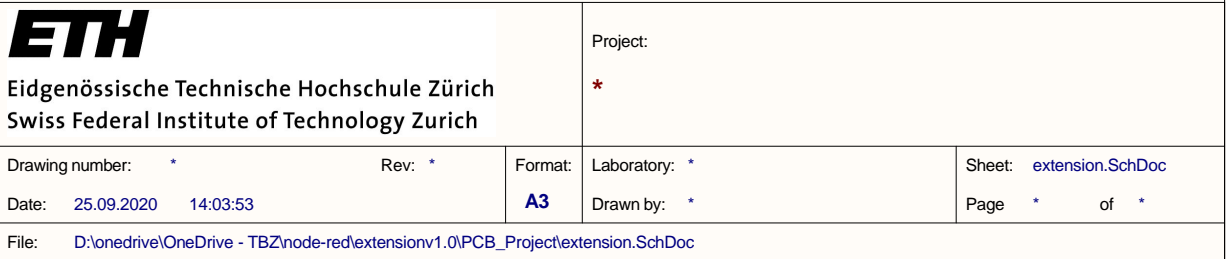 ETH
Eidgenössische Technische Hochschule Zürich
Swiss Federal Institute of Technology Zurich
Project:
*
Drawing number: * Rev: * Format: Laboratory: * Sheet: extension.SchDoc
Date: 25.09.2020 14:03:53 A3 Drawn by: * Page * of *
File: D:\onedrive\OneDrive - TBZ\node-red\extensionv1.0\PCB_Project\extension.SchDoc